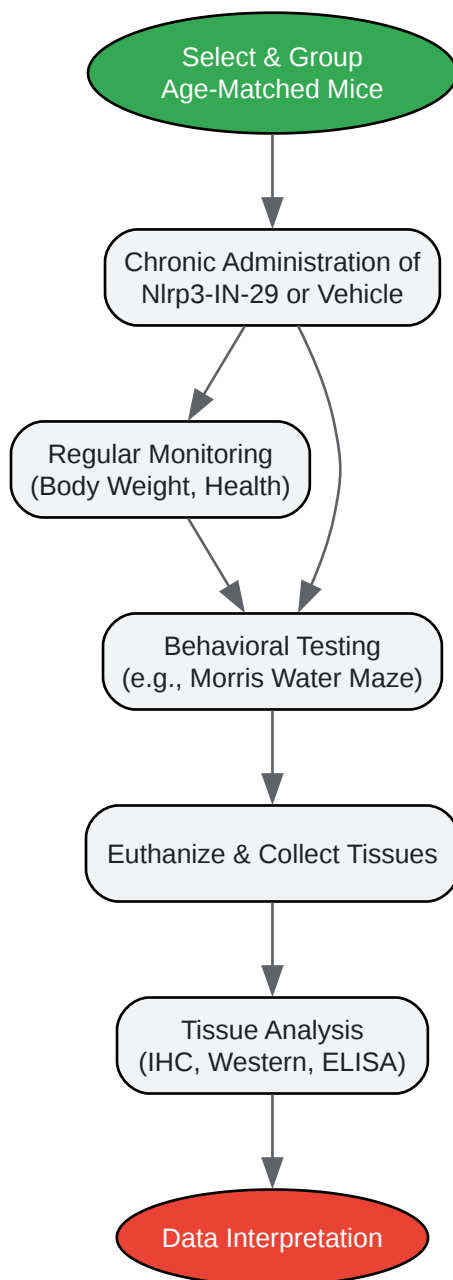 Select & Group
Age-Matched Mice
Chronic Administration of
Nlrp3-IN-29 or Vehicle
Regular Monitoring
(Body Weight, Health)
Behavioral Testing
(e.g., Morris Water Maze)
Euthanize & Collect Tissues
Tissue Analysis
(IHC, Western, ELISA)
Data Interpretation